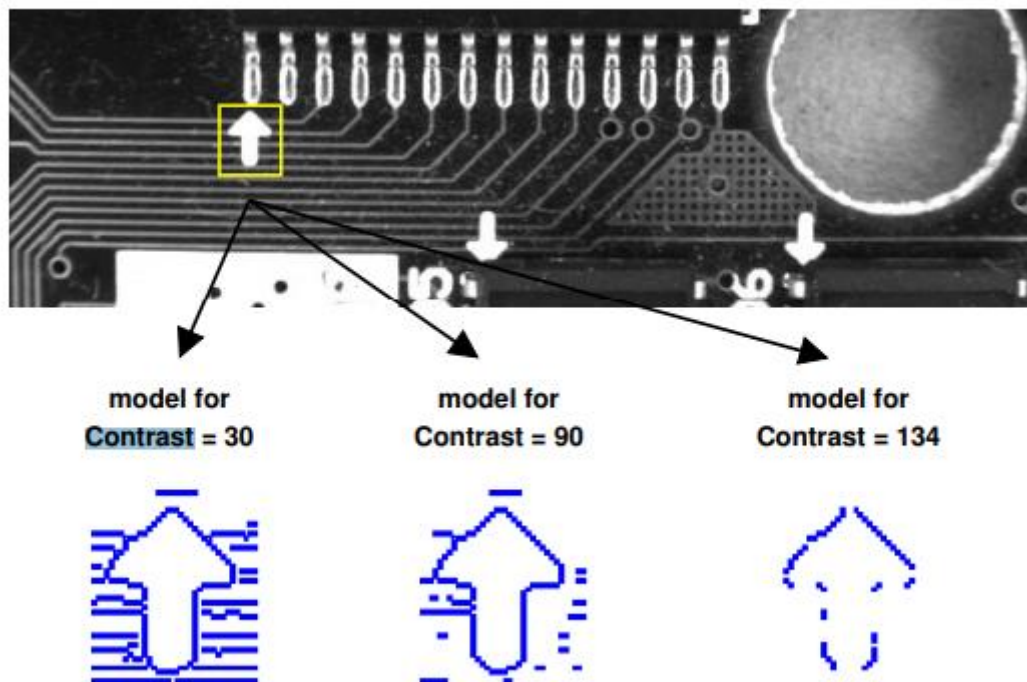 model for
Contrast = 30
model for
Contrast = 90
model for
Contrast = 134